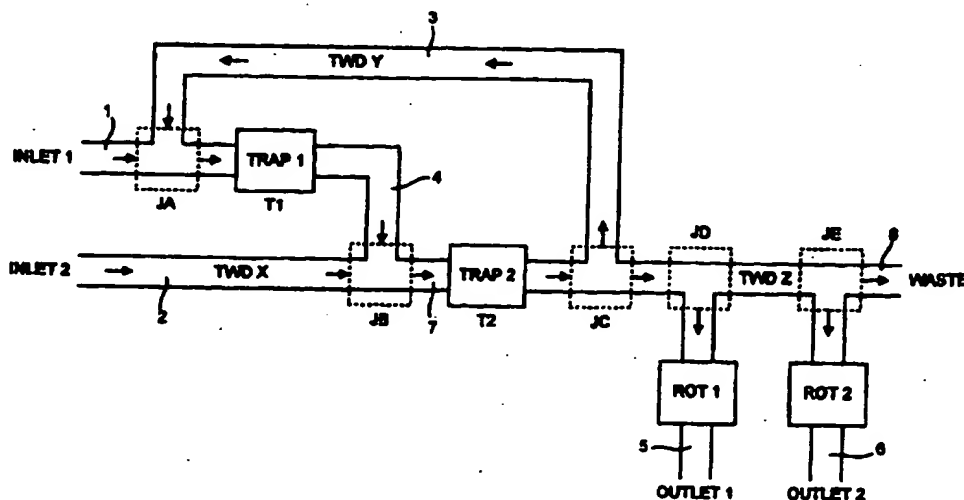 3
TWD Y
1
INLET 1
TRAP 1
4
JA
T1
JD
JE
8
INLET 2
TWD X
TRAP 2
TWD Z
WASTE
2
JB
7
T2
JC
ROT 1
ROT 2
5
6
OUTLET 1
OUTLET 2